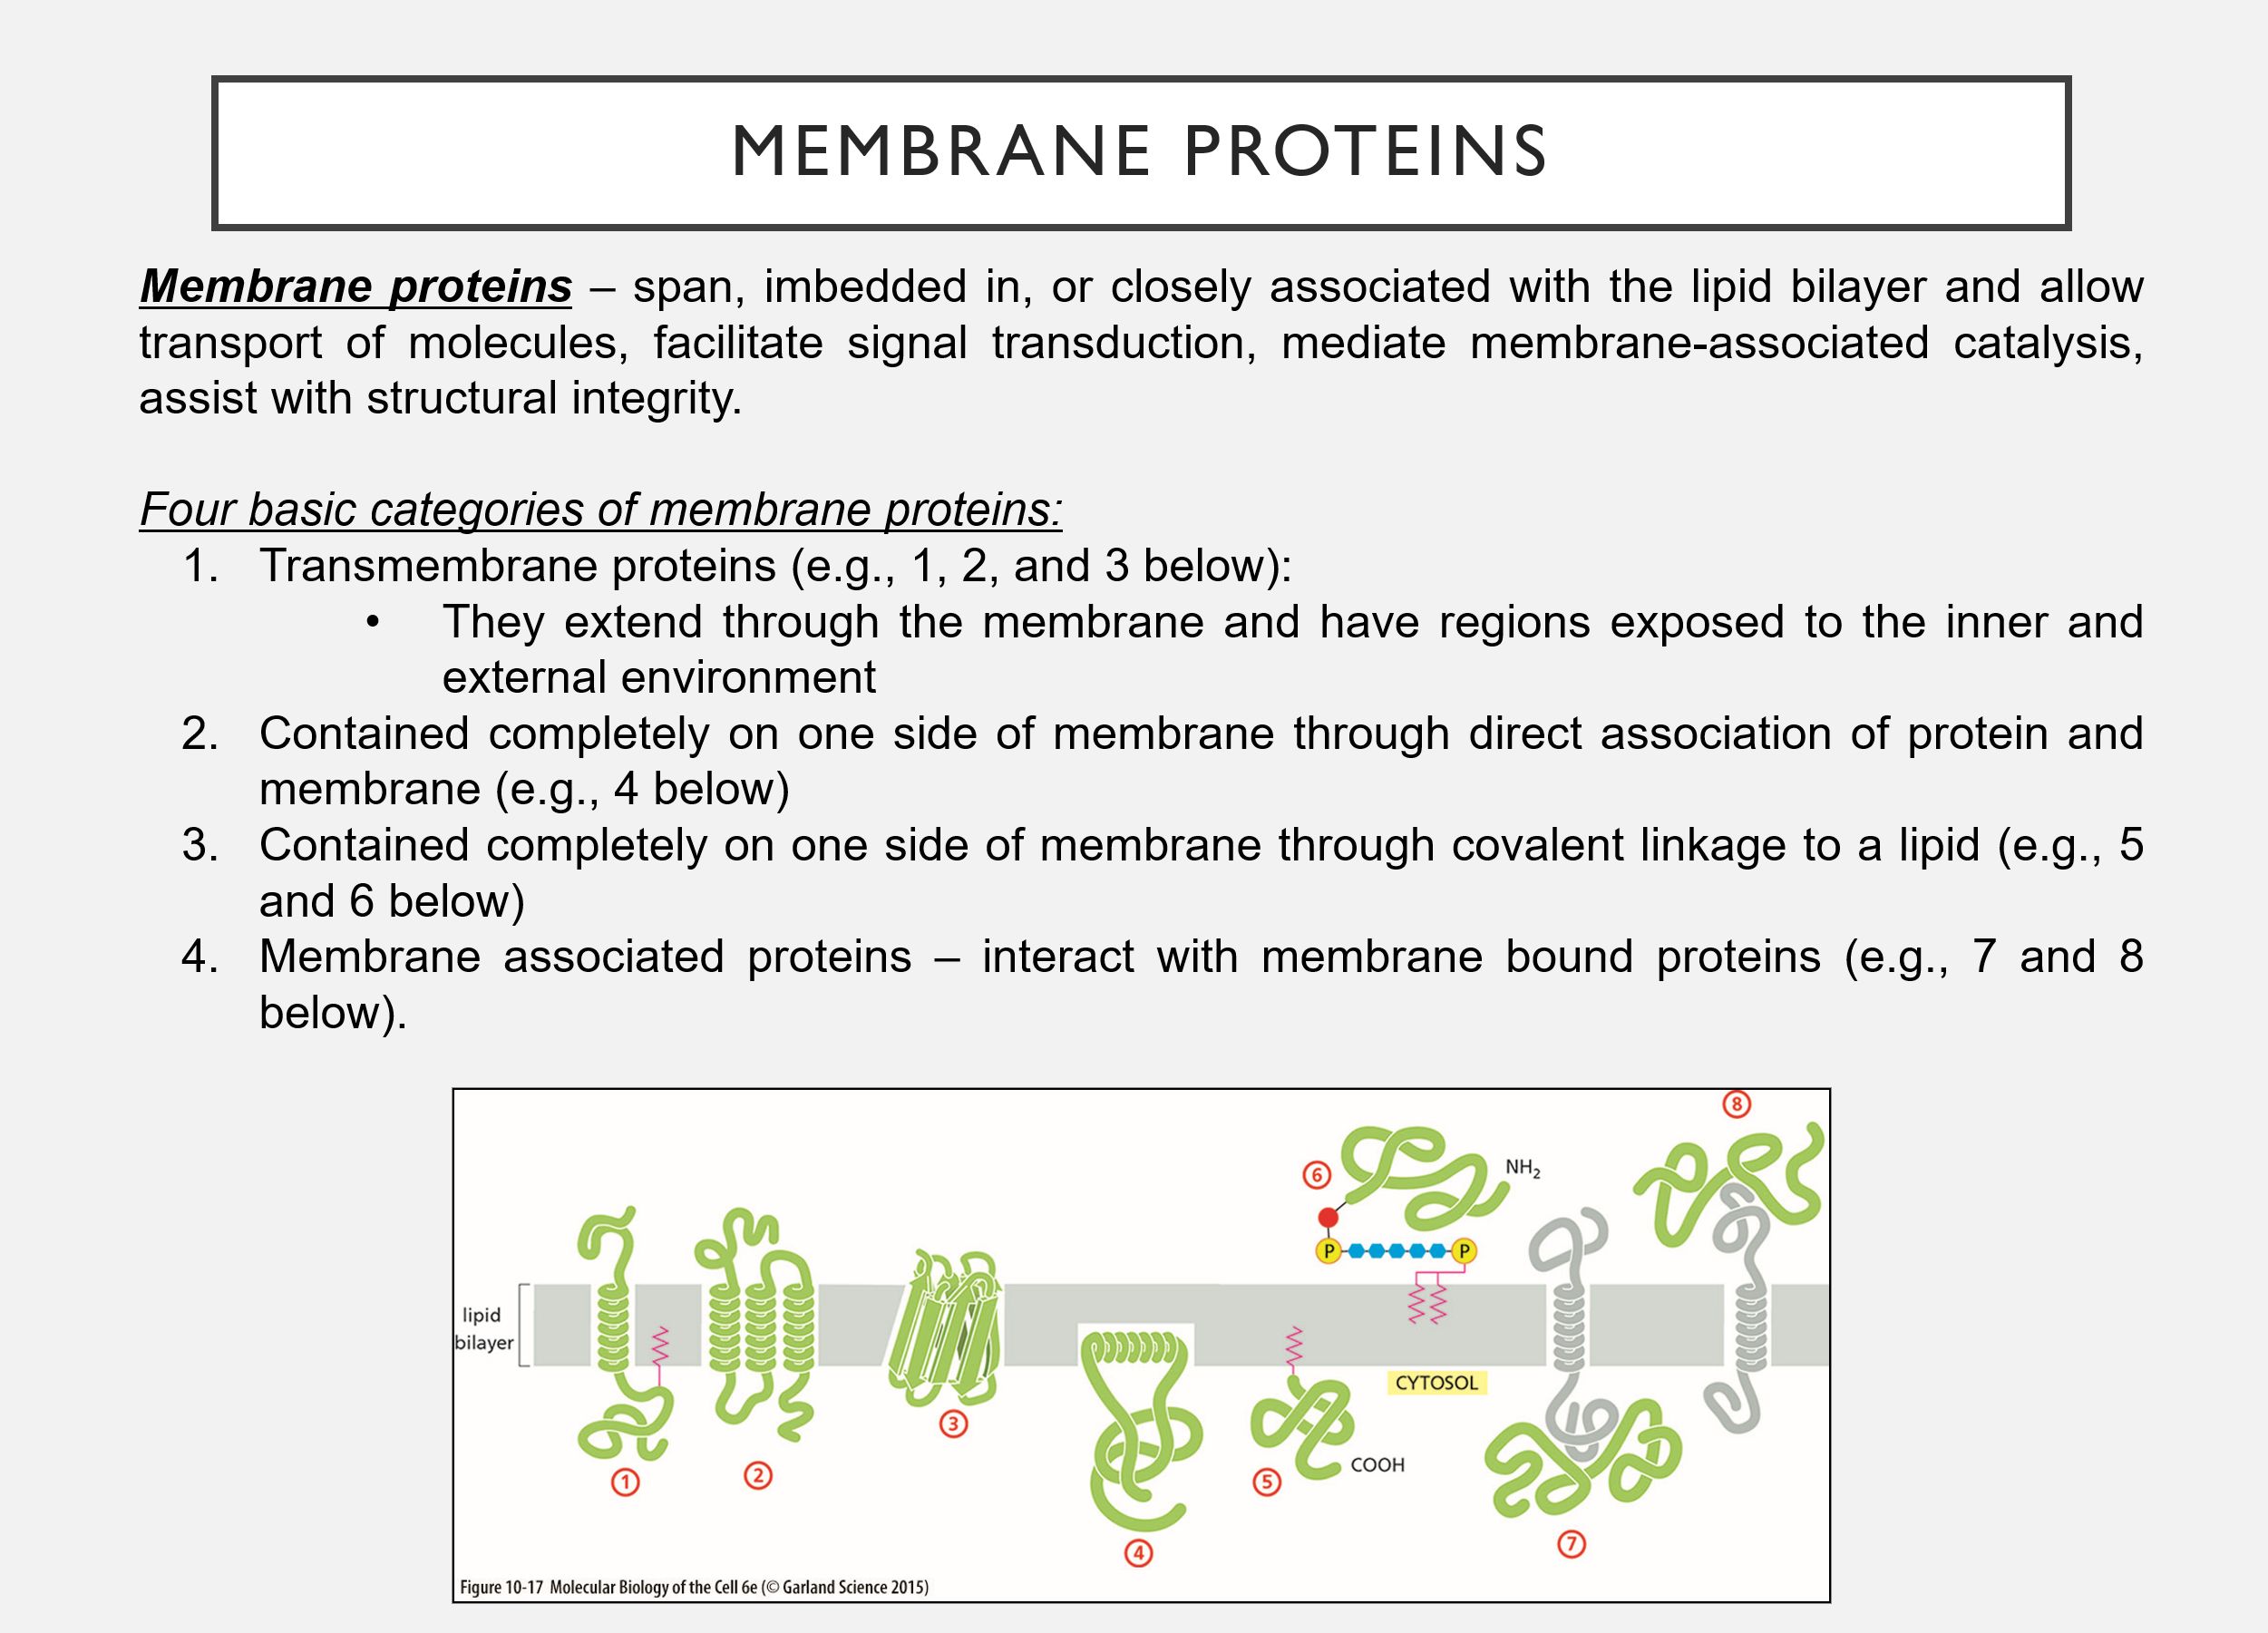 MEMBRANE PROTEINS
Membrane proteins – span, imbedded in, or closely associated with the lipid bilayer and allow
transport of molecules, facilitate signal transduction, mediate membrane-associated catalysis,
assist with structural integrity.
Four basic categories of membrane proteins:
1. Transmembrane proteins (e.g., 1, 2, and 3 below):
• They extend through the membrane and have regions exposed to the inner and
external environment
2. Contained completely on one side of membrane through direct association of protein and
membrane (e.g., 4 below)
3. Contained completely on one side of membrane through covalent linkage to a lipid (e.g., 5
and 6 below)
4. Membrane associated proteins – interact with membrane bound proteins (e.g., 7 and 8
below).
8
6
NH2
P
P
lipid
bilayer
CYTOSOL
3
COOH
1
2
5
4
7
Figure 10-17 Molecular Biology of the Cell 6e (© Garland Science 2015)